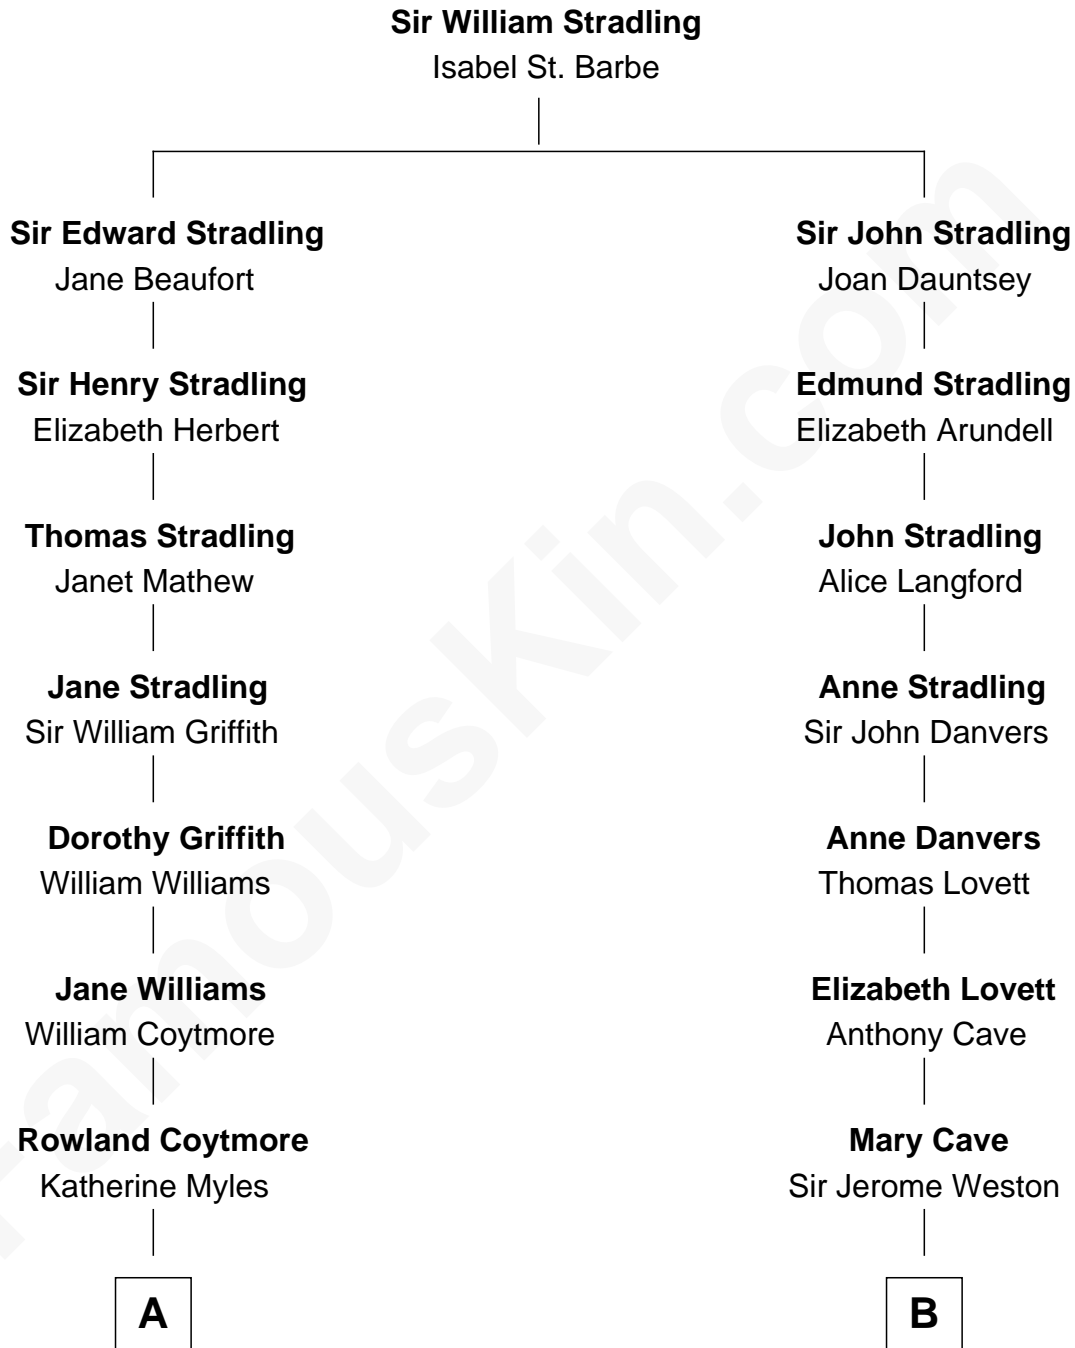 Sir William Stradling
Isabel St. Barbe
Sir Edward Stradling
Jane Beaufort
Sir John Stradling
Joan Dauntsey
Sir Henry Stradling
Elizabeth Herbert
Edmund Stradling
Elizabeth Arundell
Thomas Stradling
Janet Mathew
John Stradling
Alice Langford
Jane Stradling
Sir William Griffith
Anne Stradling
Sir John Danvers
Dorothy Griffith
William Williams
Anne Danvers
Thomas Lovett
Jane Williams
William Coytmore
Elizabeth Lovett
Anthony Cave
Rowland Coytmore
Katherine Myles
Mary Cave
Sir Jerome Weston
A
B
FamousKin.com